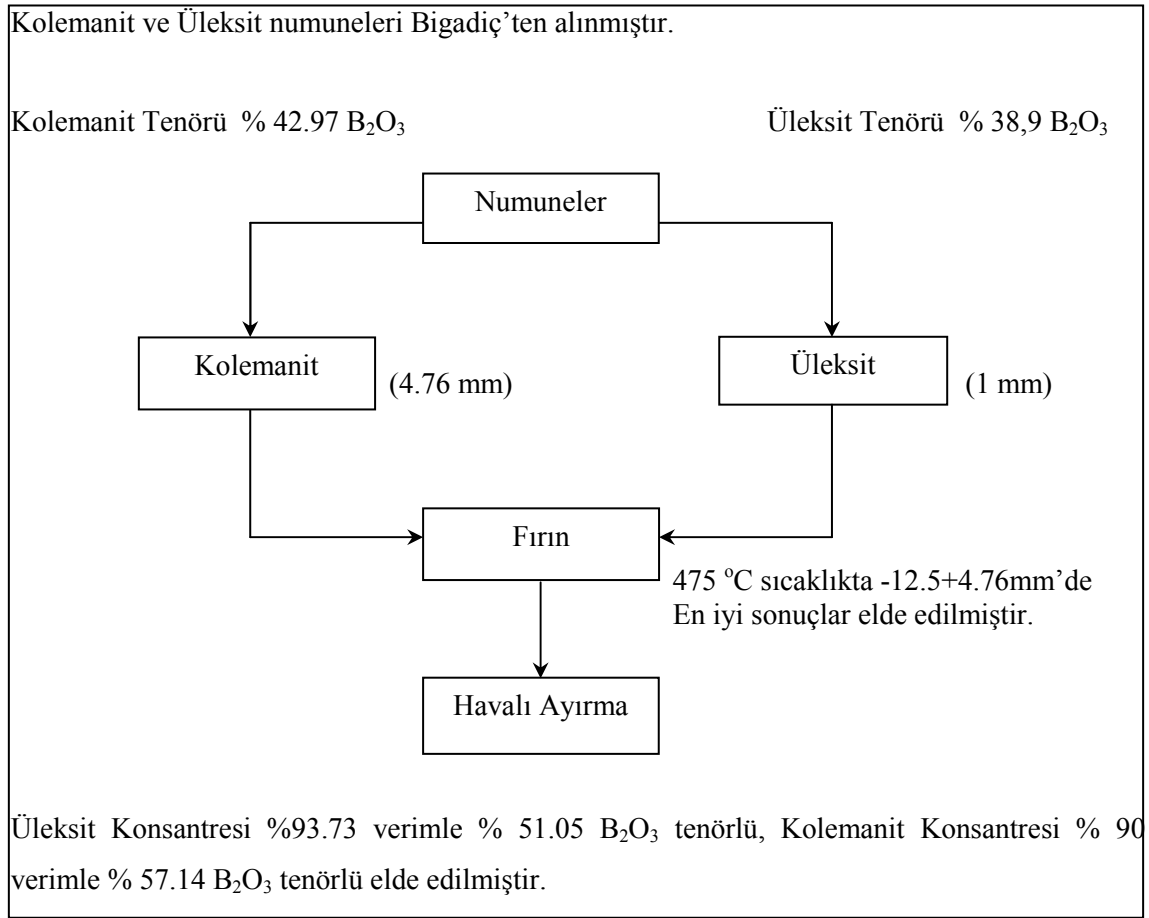 Kolemanit ve Üleksit numuneleri Bigadiç’ten alınmıştır.
Kolemanit Tenörü % 42.97 B₂O₃
Üleksit Tenörü % 38,9 B₂O₃
Numuneler
Kolemanit
(4.76 mm)
Üleksit
(1 mm)
Fırın
475 °C sıcaklıkta -12.5+4.76mm’de
En iyi sonuçlar elde edilmiştir.
Havalı Ayırma
Üleksit Konsantresi %93.73 verimle % 51.05 B₂O₃ tenörlü, Kolemanit Konsantresi % 90
verimle % 57.14 B₂O₃ tenörlü elde edilmiştir.